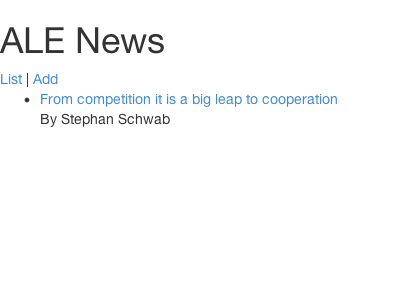 ALE News
List | Add
From competition it is a big leap to cooperation
By Stephan Schwab